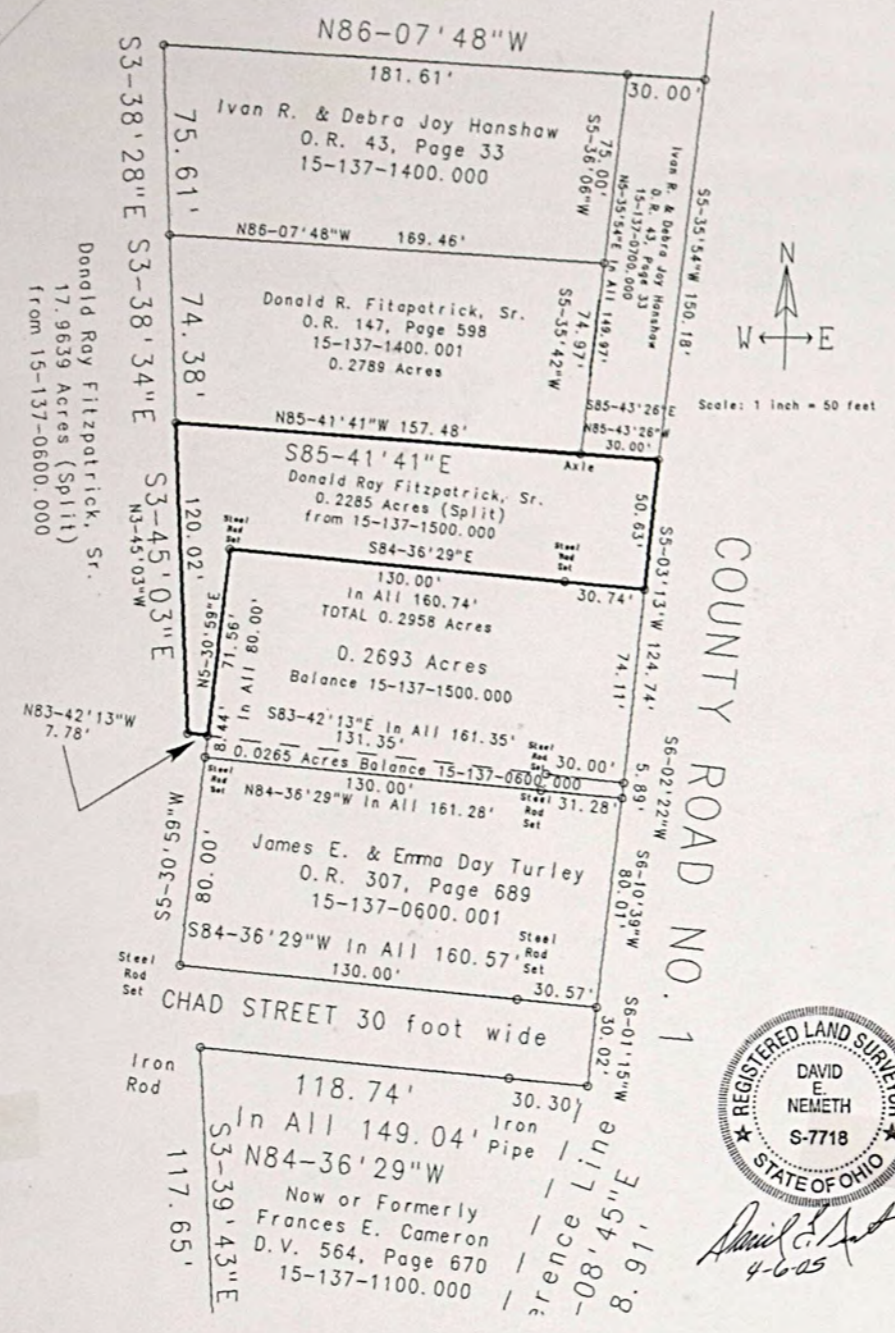 N86-07'48"W
181.61'
30.00'
S3-38'28"E
75.61'
Ivan R. & Debra Joy Hanshaw
O.R. 43, Page 33
15-137-1400.000
75.00'
S5-36'06"W
Ivan R. & Debra Joy Hanshaw
O.R. 43, Page 33
15-137-0700.000
N5-35'54"E In All 149.97'
S5-35'54"W 150.18'
N86-07'48"W 169.46'
N
W E
Scale: 1 inch = 50 feet
S3-38'34"E
74.38'
Donald R. Fitapatrick, Sr.
O.R. 147, Page 598
15-137-1400.001
0.2789 Acres
74.97'
S5-35'42"W
S85-43'26"E
N85-43'26"W
30.00'
Axle
N85-41'41"W 157.48'
S85-41'41"E
Donald Ray Fitzpatrick, Sr.
17.9639 Acres (Split)
from 15-137-0600.000
Donald Ray Fitzpatrick, Sr.
0.2285 Acres (Split)
from 15-137-1500.000
50.63'
S5-03'13"W 124.74'
COUNTY ROAD NO. 1
S3-45'03"E
N3-45'03"W
120.02'
Steel
Rod
Set
S84-36'29"E
Steel
Rod
Set
130.00'
In All 160.74'
30.74'
TOTAL 0.2958 Acres
0.2693 Acres
Balance 15-137-1500.000
N5-30'59"E
71.56'
In All 80.00'
74.11'
N83-42'13"W
7.78'
S83-42'13"E In All 161.35'
131.35'
Steel
Rod
Set
30.00'
8.44'
0.0265 Acres Balance 15-137-0600.000
5.89'
S6-02'22"W
Steel
Rod
Set
130.00'
N84-36'29"W In All 161.28'
Steel
Rod
Set
31.28'
S5-30'59"W
80.00'
James E. & Emma Day Turley
O.R. 307, Page 689
15-137-0600.001
S6-10'39"W
80.01'
S84-36'29"W In All 160.57'
130.00'
Steel
Rod
Set
30.57'
Steel
Rod
Set
CHAD STREET 30 foot wide
S6-01'15"W
30.02'
Iron
Rod
118.74'
30.30'
In All 149.04'
Iron
Pipe
N84-36'29"W
S3-39'43"E
117.65'
Now or Formerly
Frances E. Cameron
D.V. 564, Page 670
15-137-1100.000
erence Line
-08'45"E
8.91'
REGISTERED LAND SURVEYOR
DAVID
E.
NEMETH
S-7718
STATE OF OHIO
4-6-05